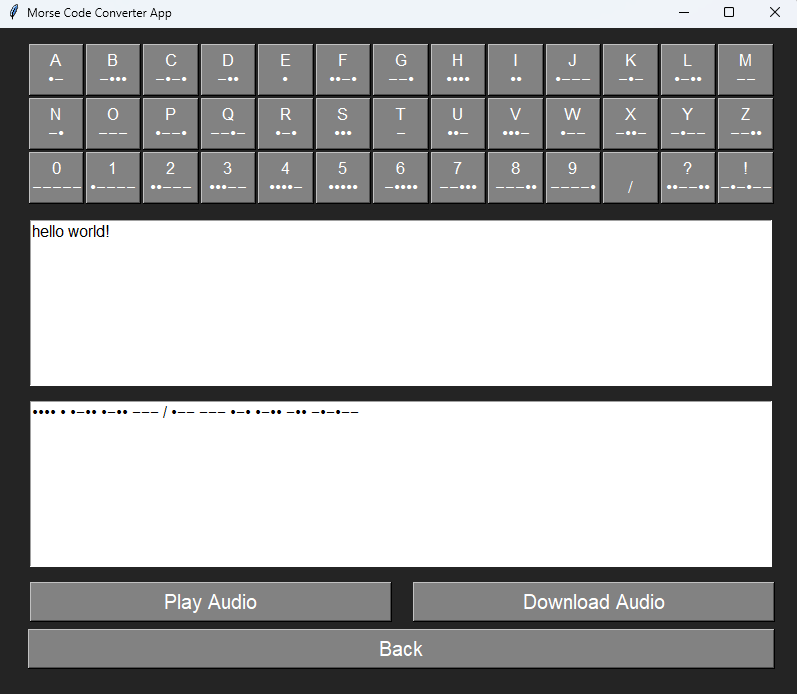 Morse Code Converter App
A B C D E F G H I J K L M
•− −••• −•−• −•• • ••−• −−• •••• •• •−−− −•− •−•• −−
N O P Q R S T U V W X Y Z
−• −−− •−−• −−•− •−• ••• − ••− •••− •−− −••− −•−− −−••
0 1 2 3 4 5 6 7 8 9 ? !
−−−−− •−−−− ••−−− •••−− ••••− ••••• −•••• −−••• −−−•• −−−−• / ••−−•• −•−•−−
hello world!
•••• • •−•• •−•• −−− / •−− −−− •−• •−•• −•• −•−•−−
Play Audio Download Audio
Back